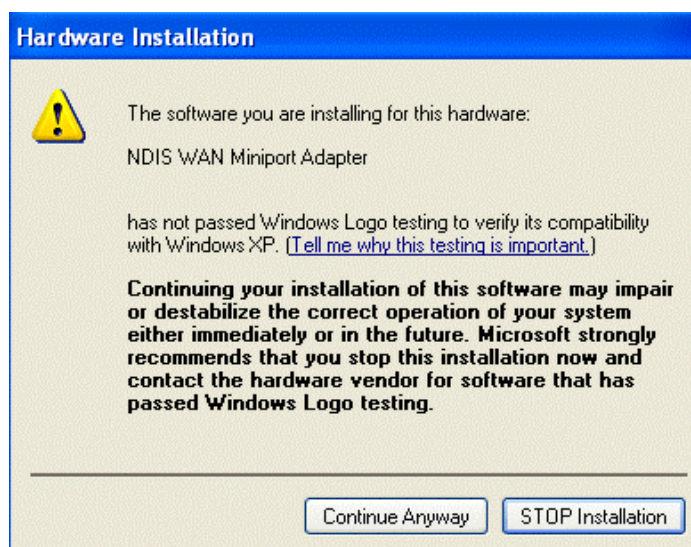 Hardware Installation
The software you are installing for this hardware:
NDIS WAN Miniport Adapter
has not passed Windows Logo testing to verify its compatibility
with Windows XP. (Tell me why this testing is important.)
Continuing your installation of this software may impair
or destabilize the correct operation of your system
either immediately or in the future. Microsoft strongly
recommends that you stop this installation now and
contact the hardware vendor for software that has
passed Windows Logo testing.
Continue Anyway
STOP Installation